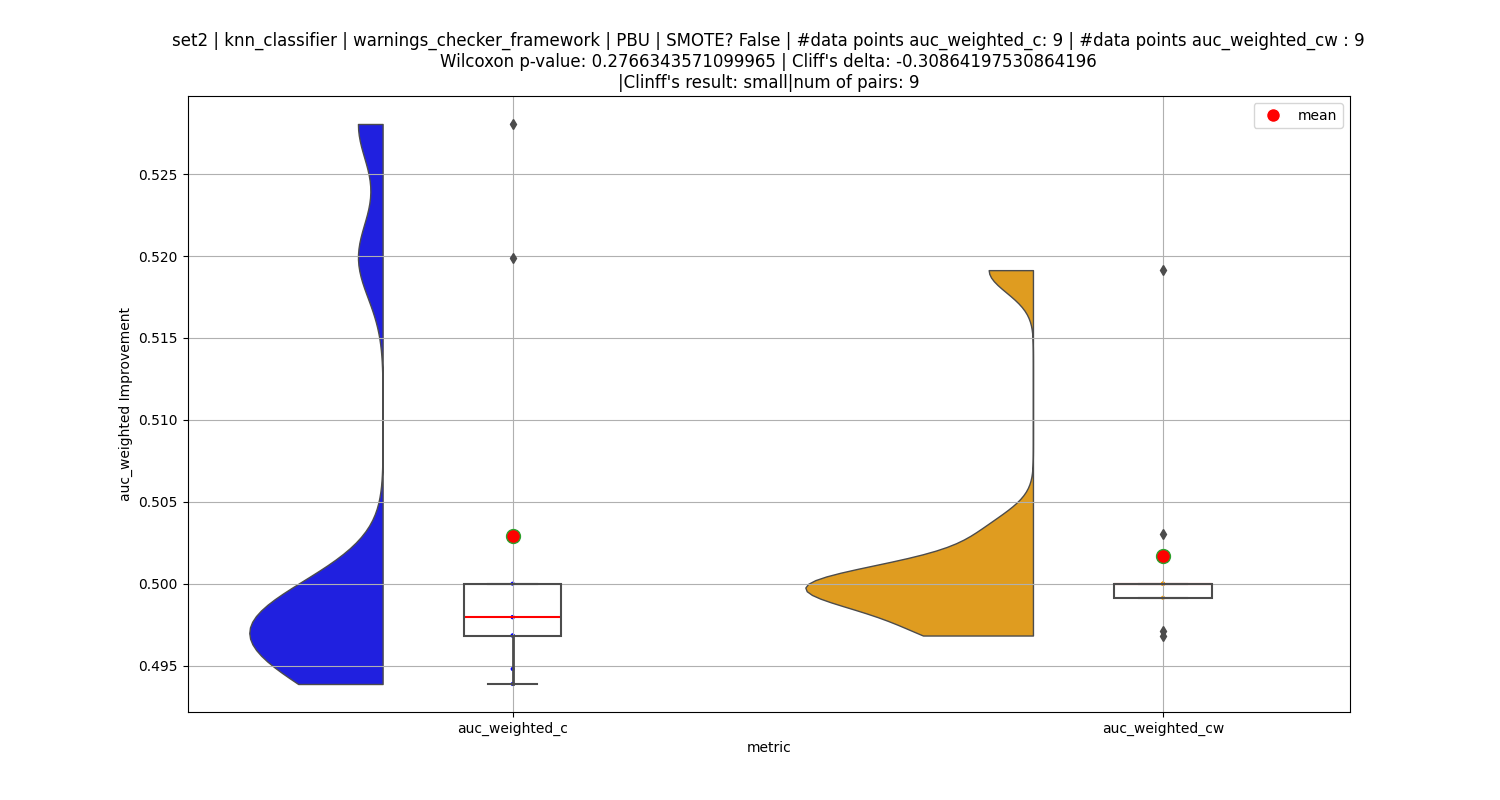 set2 | knn_classifier | warnings_checker_framework | PBU | SMOTE? False | #data points auc_weighted_c: 9 | #data points auc_weighted_cw : 9
Wilcoxon p-value: 0.2766343571099965 | Cliff's delta: -0.30864197530864196
|Clinff's result: small|num of pairs: 9
mean
0.525
0.520
0.515
0.510
0.505
0.500
0.495
auc_weighted Improvement
auc_weighted_c
auc_weighted_cw
metric